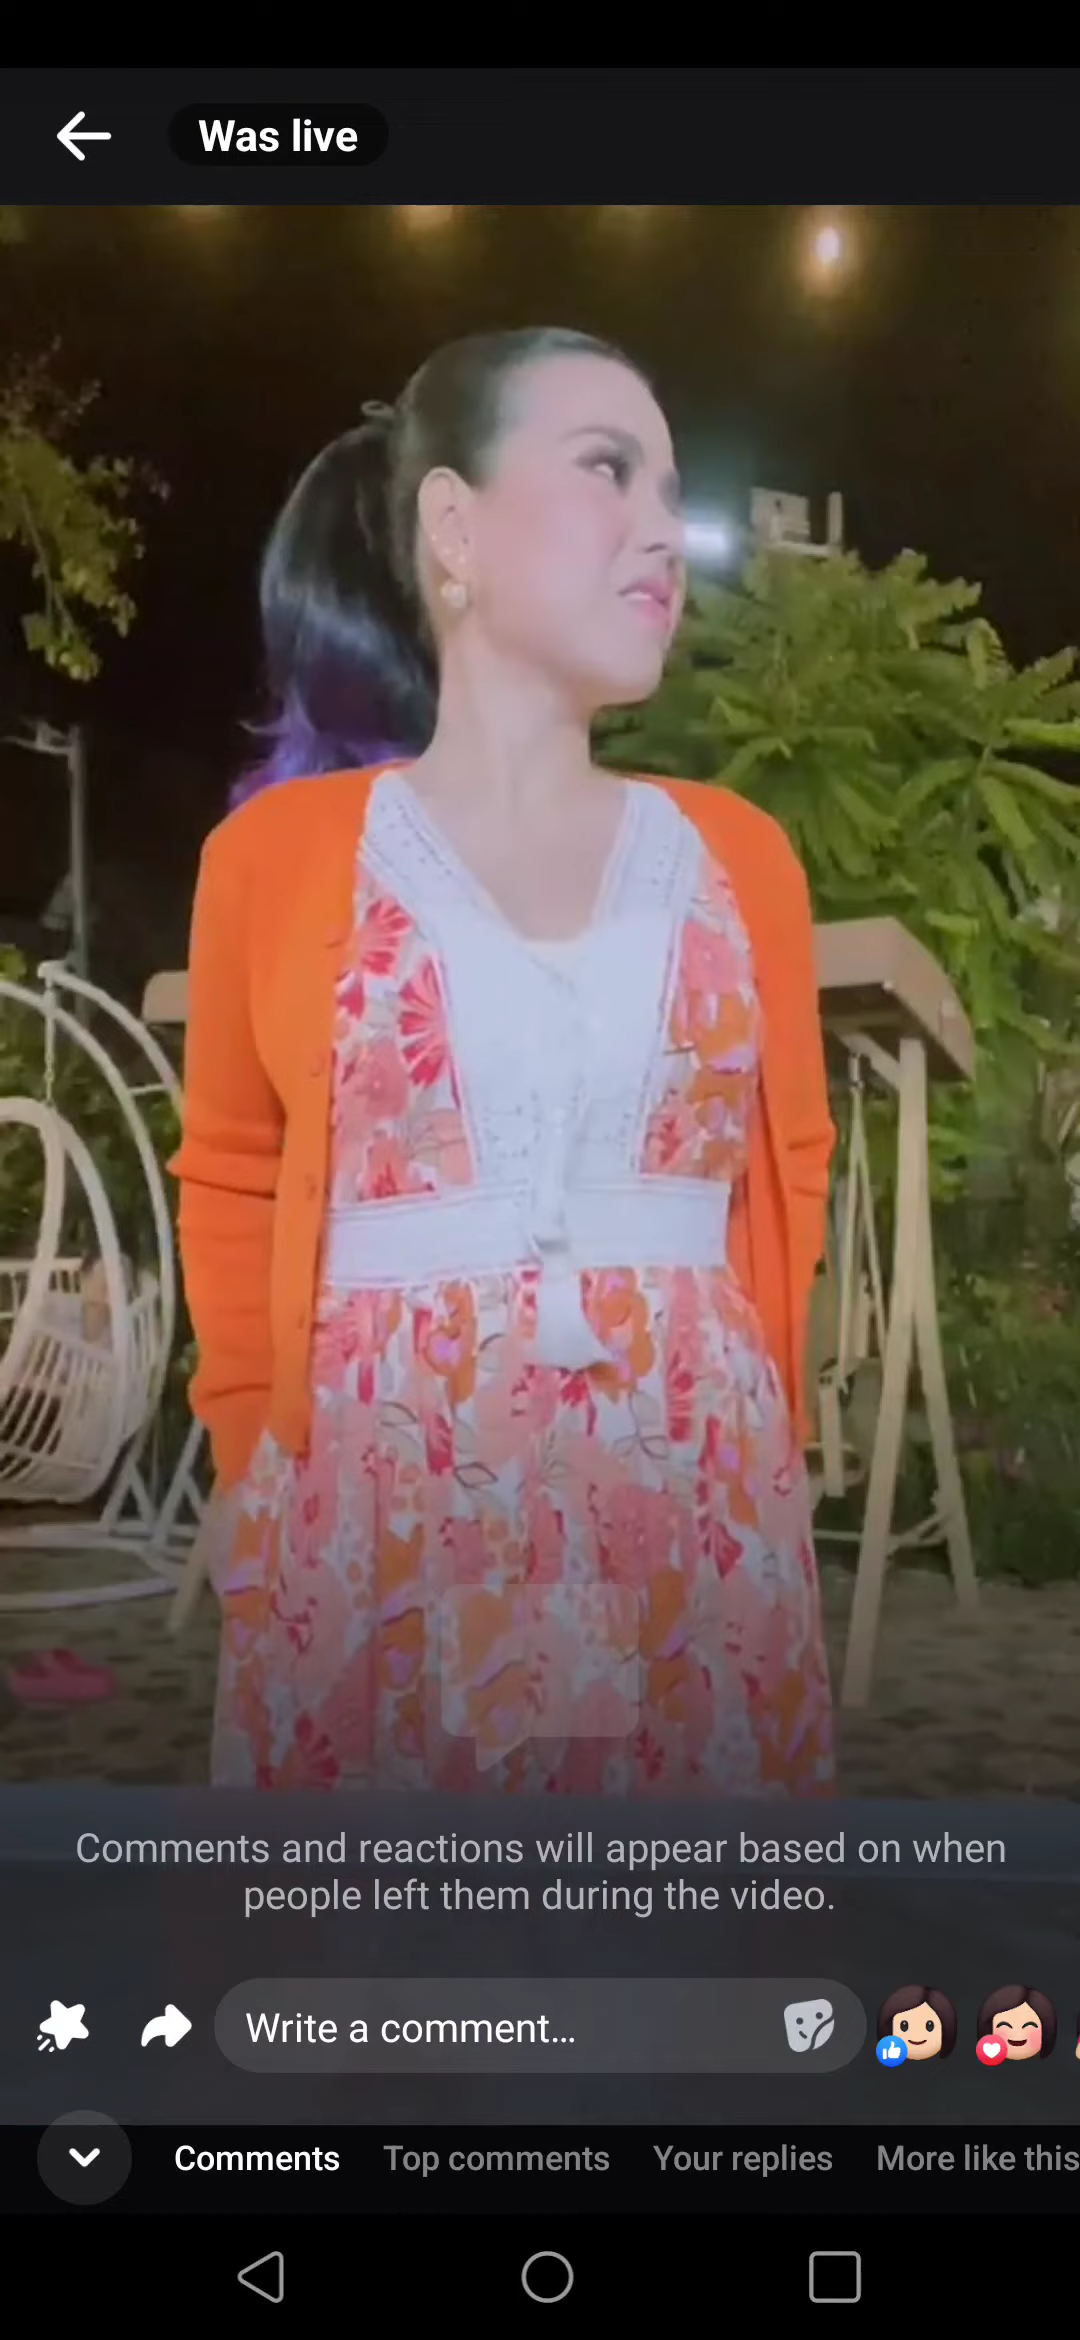 Was live
Comments and reactions will appear based on when
people left them during the video.
Write a comment...
Comments Top comments Your replies More like this